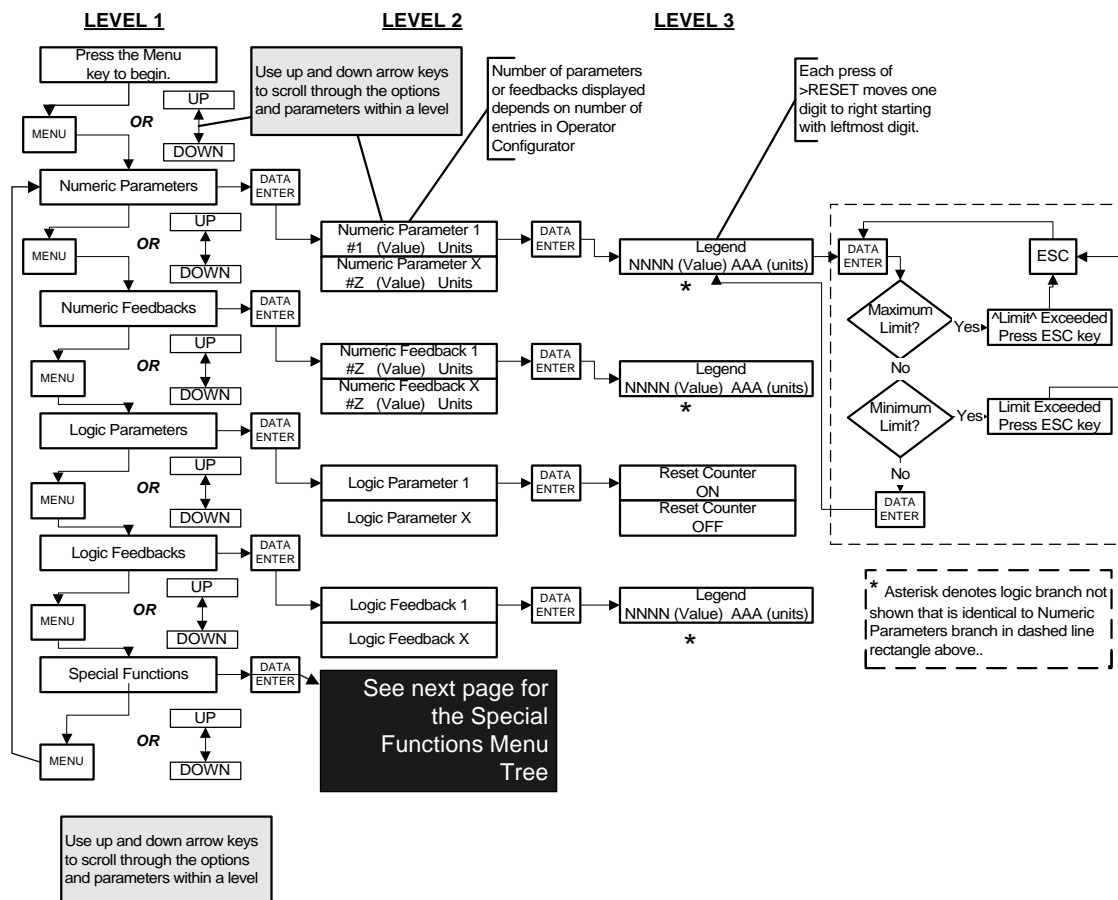 LEVEL 1
LEVEL 2
LEVEL 3
Press the Menu
key to begin.
UP
OR
DOWN
MENU
Use up and down arrow keys
to scroll through the options
and parameters within a level
Number of parameters
or feedbacks displayed
depends on number of
entries in Operator
Configurator
Each press of
>RESET moves one
digit to right starting
with leftmost digit.
Numeric Parameters
DATA
ENTER
Numeric Parameter 1
#1 (Value) Units
Numeric Parameter X
#Z (Value) Units
DATA
ENTER
Legend
NNNN (Value) AAA (units)
*
DATA
ENTER
ESC
Maximum
Limit?
Yes
^Limit^ Exceeded
Press ESC key
No
Minimum
Limit?
Yes
Limit Exceeded
Press ESC key
No
DATA
ENTER
MENU
OR
UP
DOWN
Numeric Feedbacks
DATA
ENTER
Numeric Feedback 1
#Z (Value) Units
Numeric Feedback X
#Z (Value) Units
DATA
ENTER
Legend
NNNN (Value) AAA (units)
*
MENU
OR
UP
DOWN
Logic Parameters
DATA
ENTER
Logic Parameter 1
Logic Parameter X
DATA
ENTER
Reset Counter
ON
Reset Counter
OFF
MENU
OR
UP
DOWN
Logic Feedbacks
DATA
ENTER
Logic Feedback 1
Logic Feedback X
DATA
ENTER
Legend
NNNN (Value) AAA (units)
*
* Asterisk denotes logic branch not
shown that is identical to Numeric
Parameters branch in dashed line
rectangle above..
MENU
OR
UP
DOWN
Special Functions
DATA
ENTER
See next page for
the Special
Functions Menu
Tree
MENU
OR
UP
DOWN
Use up and down arrow keys
to scroll through the options
and parameters within a level